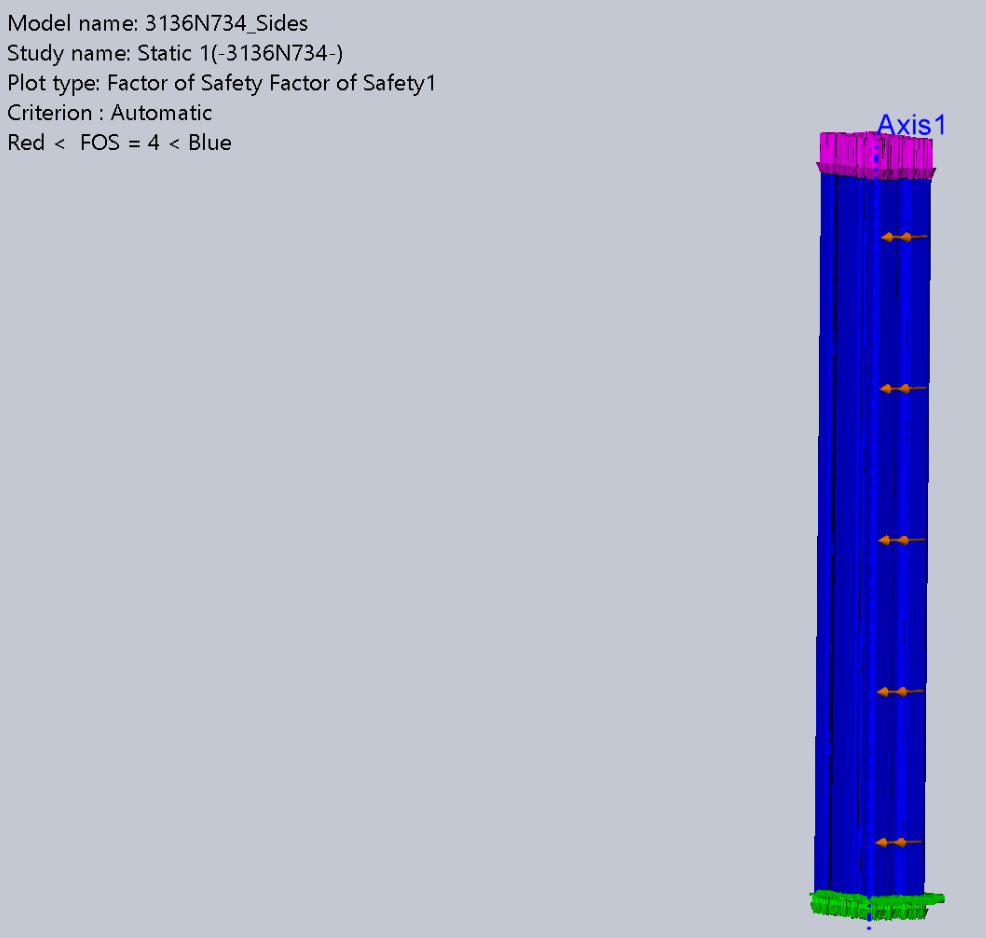 Model name: 3136N734_Sides
Study name: Static 1(-3136N734-)
Plot type: Factor of Safety Factor of Safety1
Criterion : Automatic
Red < FOS = 4 < Blue
Axis1